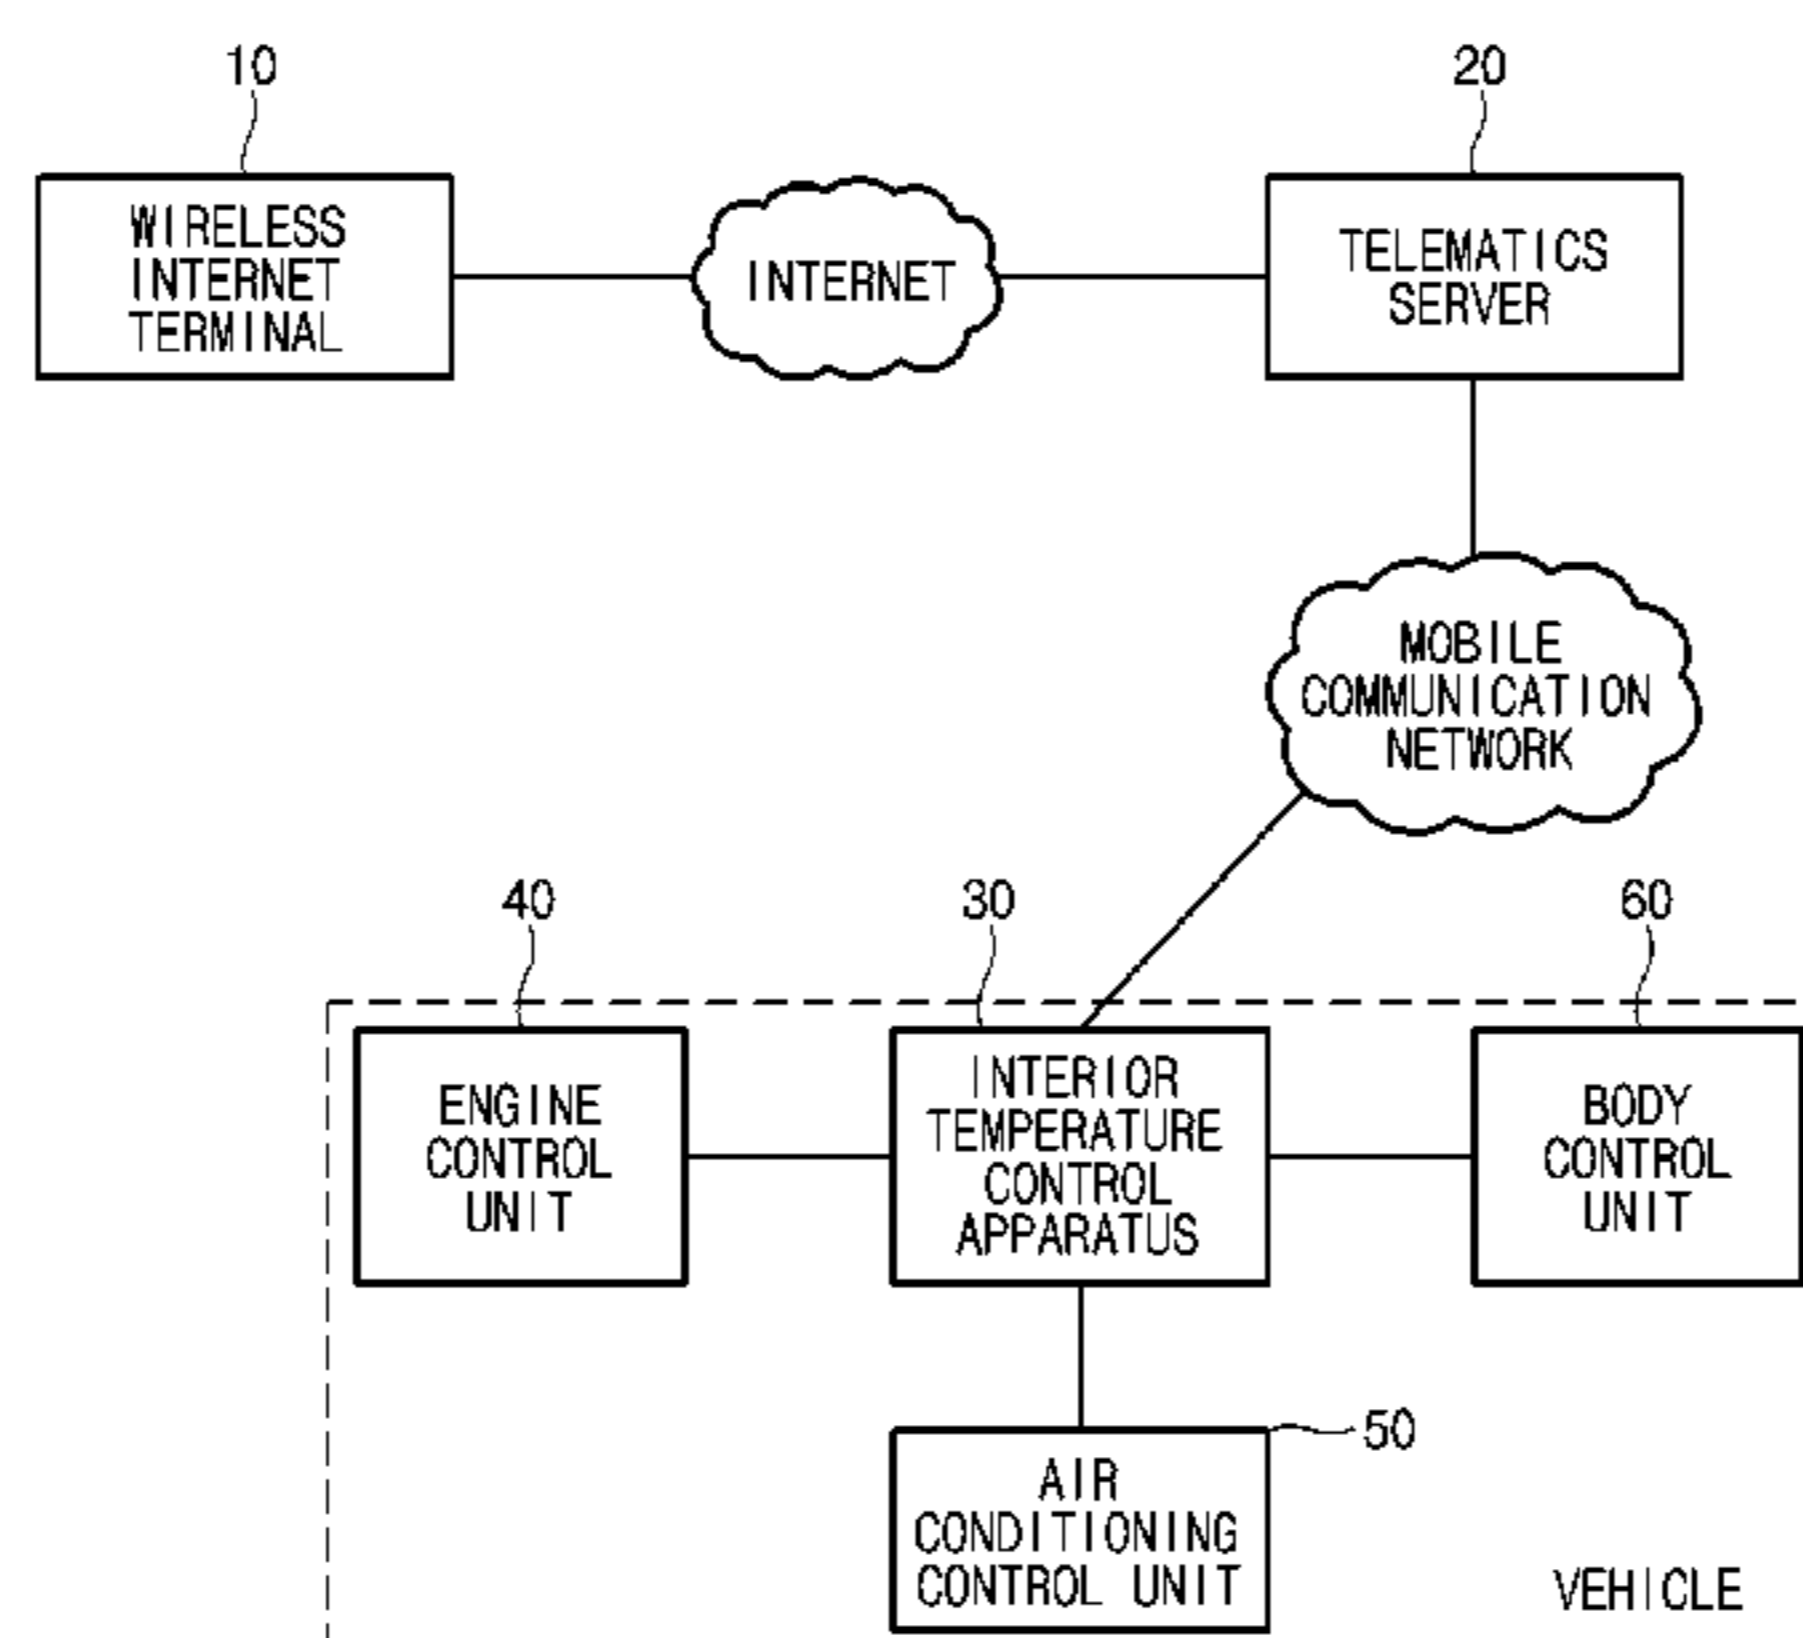 10
20
WIRELESS
INTERNET
TERMINAL
INTERNET
TELEMATICS
SERVER
MOBILE
COMMUNICATION
NETWORK
40
30
60
ENGINE
CONTROL
UNIT
INTERIOR
TEMPERATURE
CONTROL
APPARATUS
BODY
CONTROL
UNIT
50
AIR
CONDITIONING
CONTROL UNIT
VEHICLE